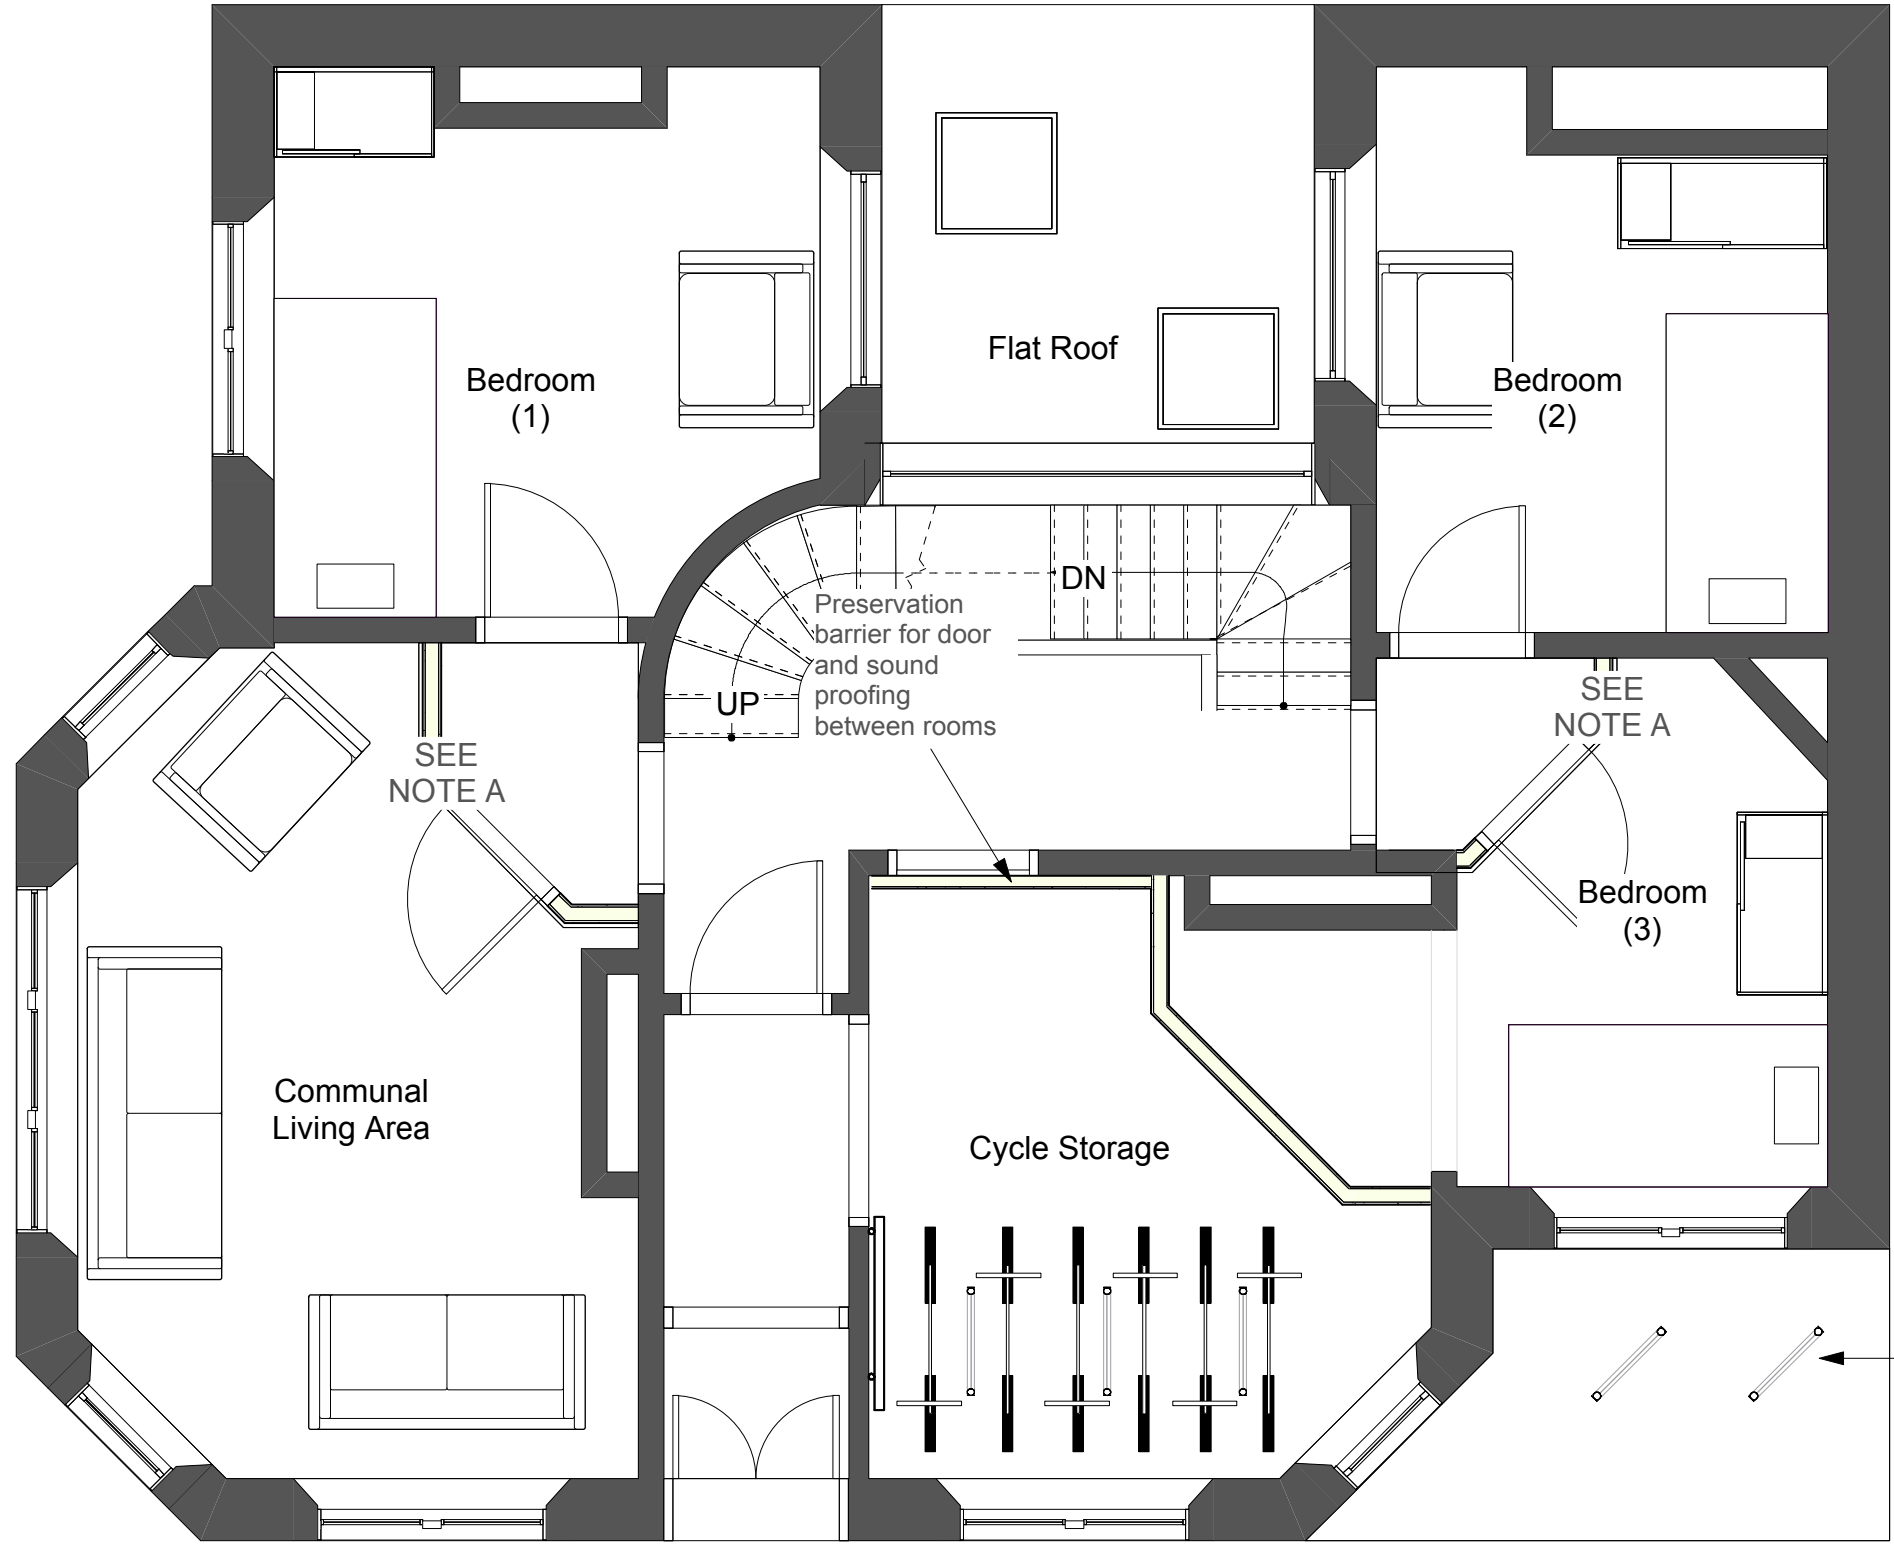 Flat Roof
Bedroom
(1)
Bedroom
(2)
DN
Preservation
barrier for door
and sound
proofing
between rooms
UP
SEE
NOTE A
SEE
NOTE A
Bedroom
(3)
Communal
Living Area
Cycle Storage